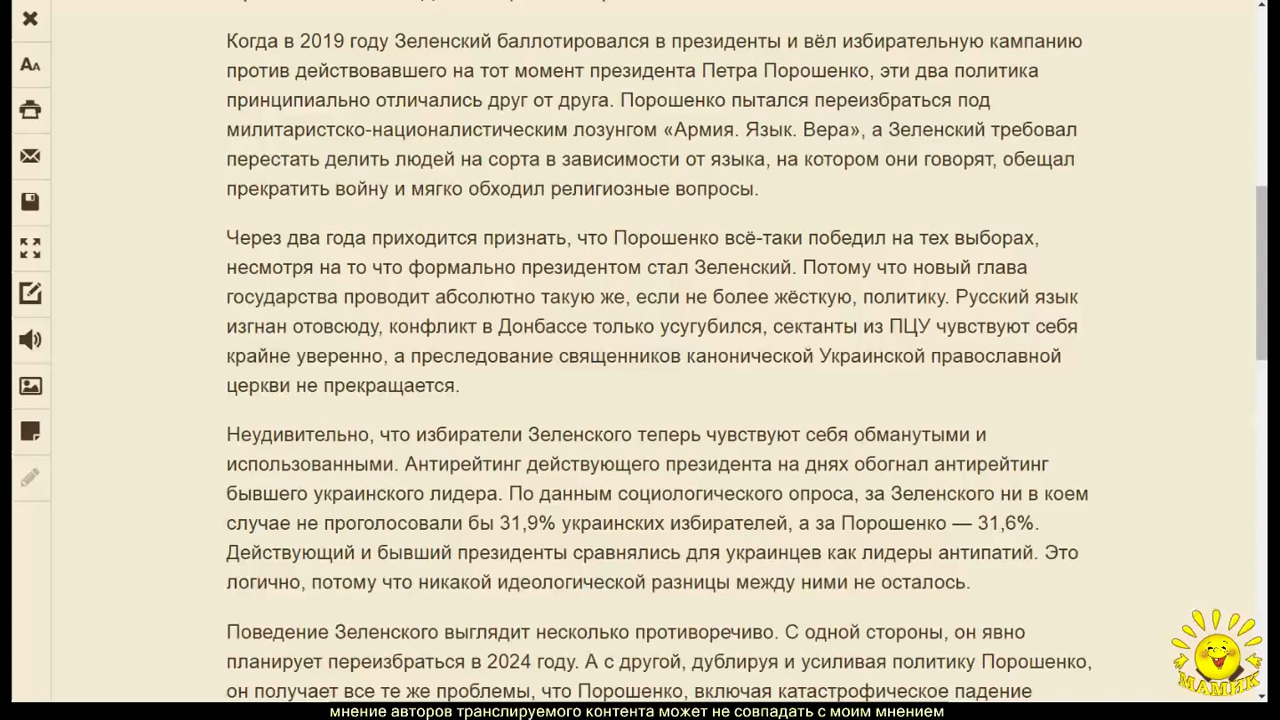 Когда в 2019 году Зеленский баллотировался в президенты и вёл избирательную кампанию
против действовавшего на тот момент президента Петра Порошенко, эти два политика
принципиально отличались друг от друга. Порошенко пытался переизбраться под
милитаристско-националистическим лозунгом «Армия. Язык. Вера», а Зеленский требовал
перестать делить людей на сорта в зависимости от языка, на котором они говорят, обещал
прекратить войну и мягко обходил религиозные вопросы.
Через два года приходится признать, что Порошенко всё-таки победил на тех выборах,
несмотря на то что формально президентом стал Зеленский. Потому что новый глава
государства проводит абсолютно такую же, если не более жёсткую, политику. Русский язык
изгнан отовсюду, конфликт в Донбассе только усугубился, сектанты из ПЦУ чувствуют себя
крайне уверенно, а преследование священников канонической Украинской православной
церкви не прекращается.
Неудивительно, что избиратели Зеленского теперь чувствуют себя обманутыми и
использованными. Антирейтинг действующего президента на днях обогнал антирейтинг
бывшего украинского лидера. По данным социологического опроса, за Зеленского ни в коем
случае не проголосовали бы 31,9% украинских избирателей, а за Порошенко — 31,6%.
Действующий и бывший президенты сравнялись для украинцев как лидеры антипатий. Это
логично, потому что никакой идеологической разницы между ними не осталось.
Поведение Зеленского выглядит несколько противоречиво. С одной стороны, он явно
планирует переизбраться в 2024 году. А с другой, дублируя и усиливая политику Порошенко,
он получает все те же проблемы, что Порошенко, включая катастрофическое падение
МАМИК
мнение авторов транслируемого контента может не совпадать с моим мнением